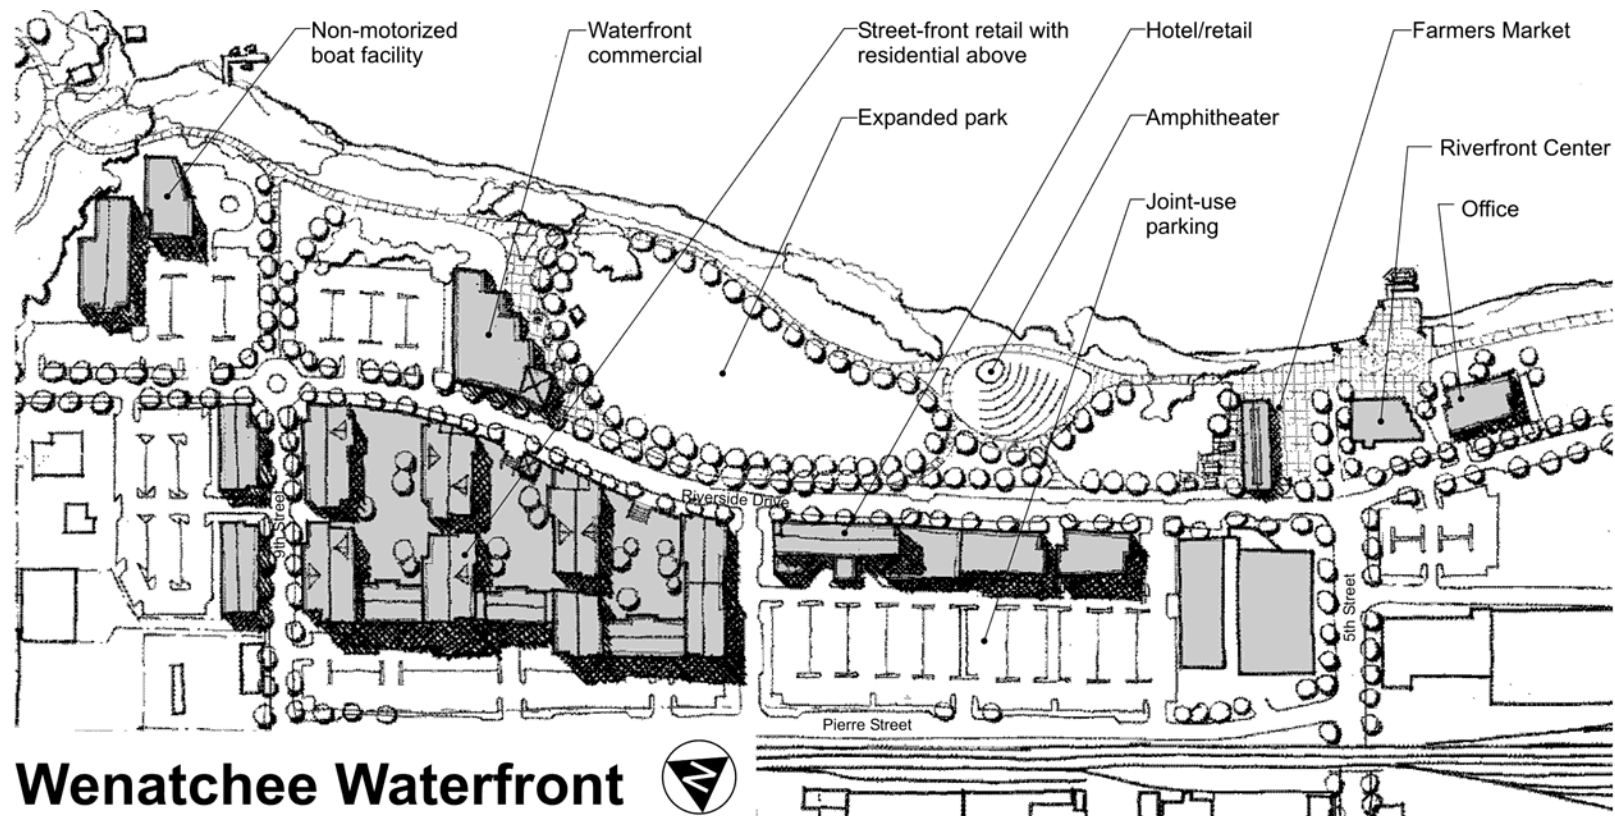 Non-motorized
boat facility
Waterfront
commercial
Street-front retail with
residential above
Hotel/retail
Farmers Market
Expanded park
Amphitheater
Riverfront Center
Joint-use
parking
Office
Riverside Drive
9th Street
5th Street
Pierre Street
Wenatchee Waterfront
N